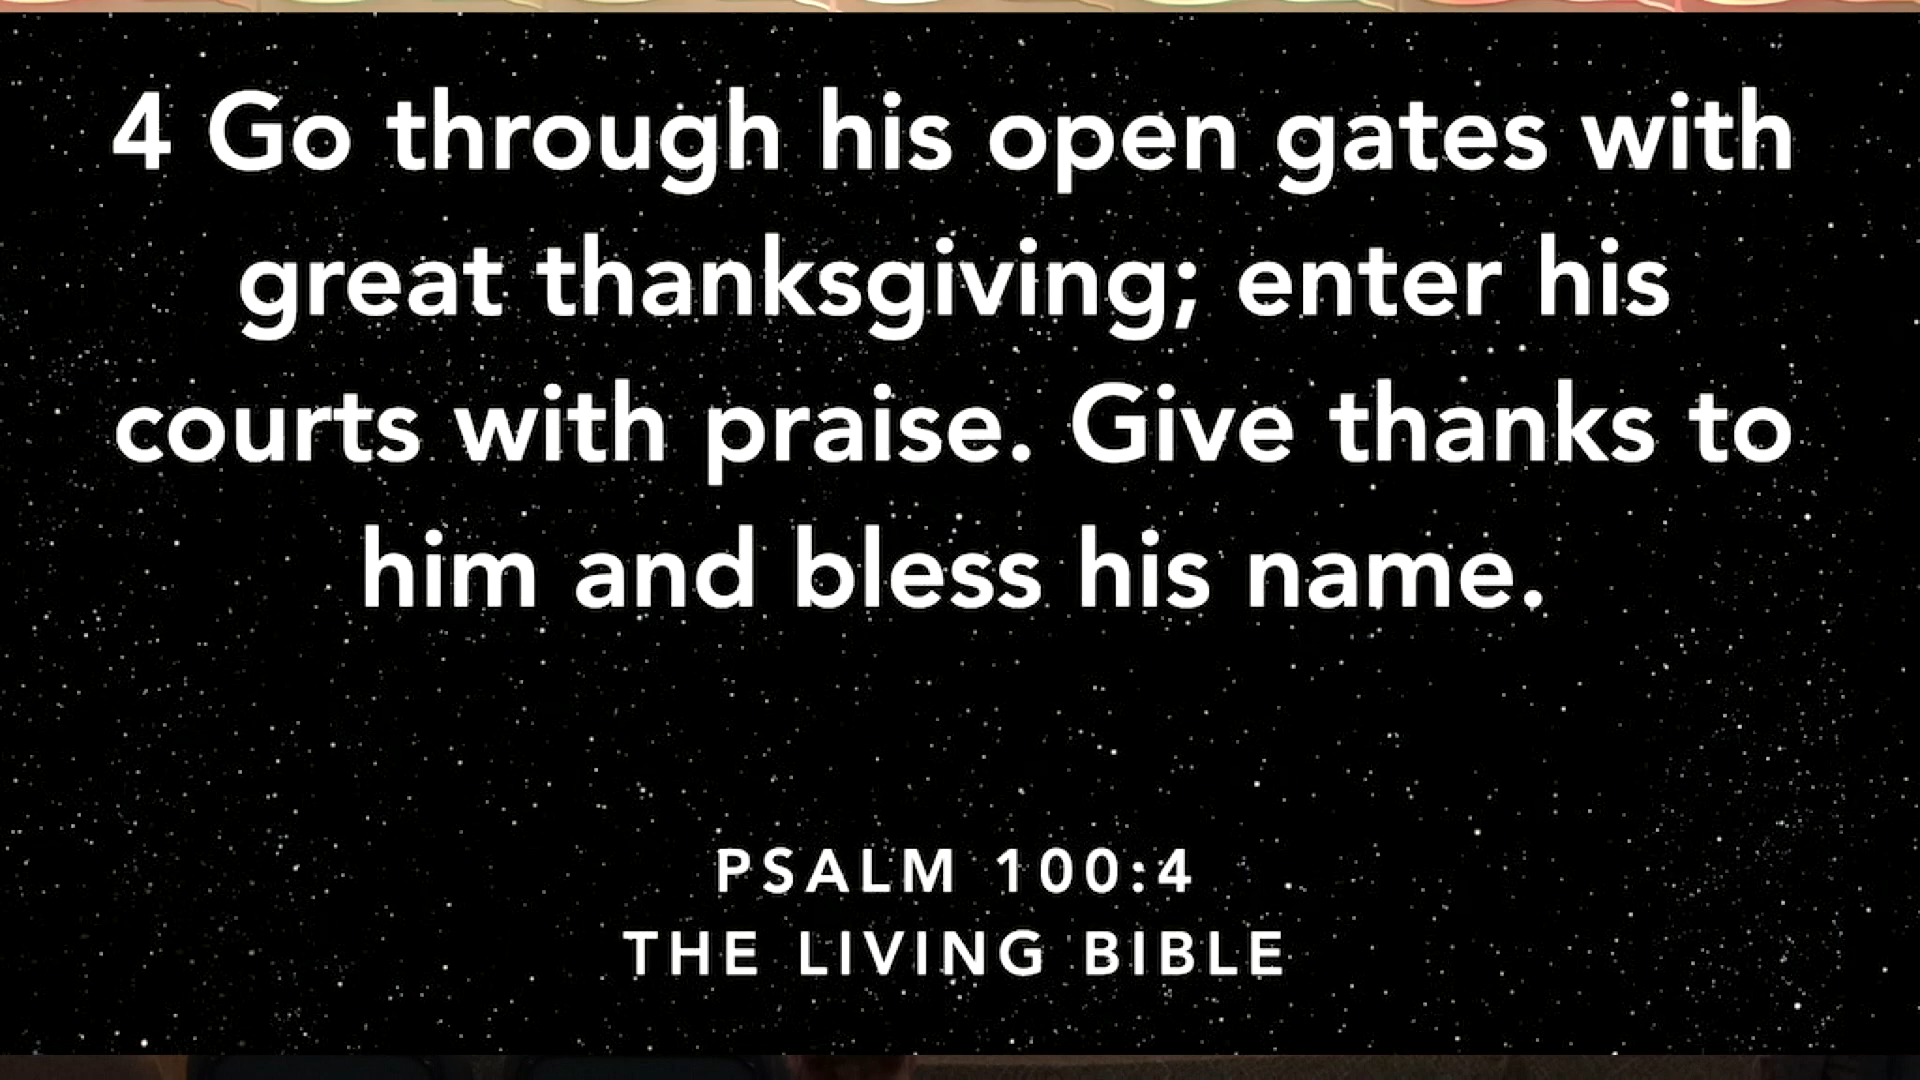 4 Go through his open gates with
great thanksgiving; enter his
courts with praise. Give thanks to
him and bless his name.
PSALM 100:4
THE LIVING BIBLE